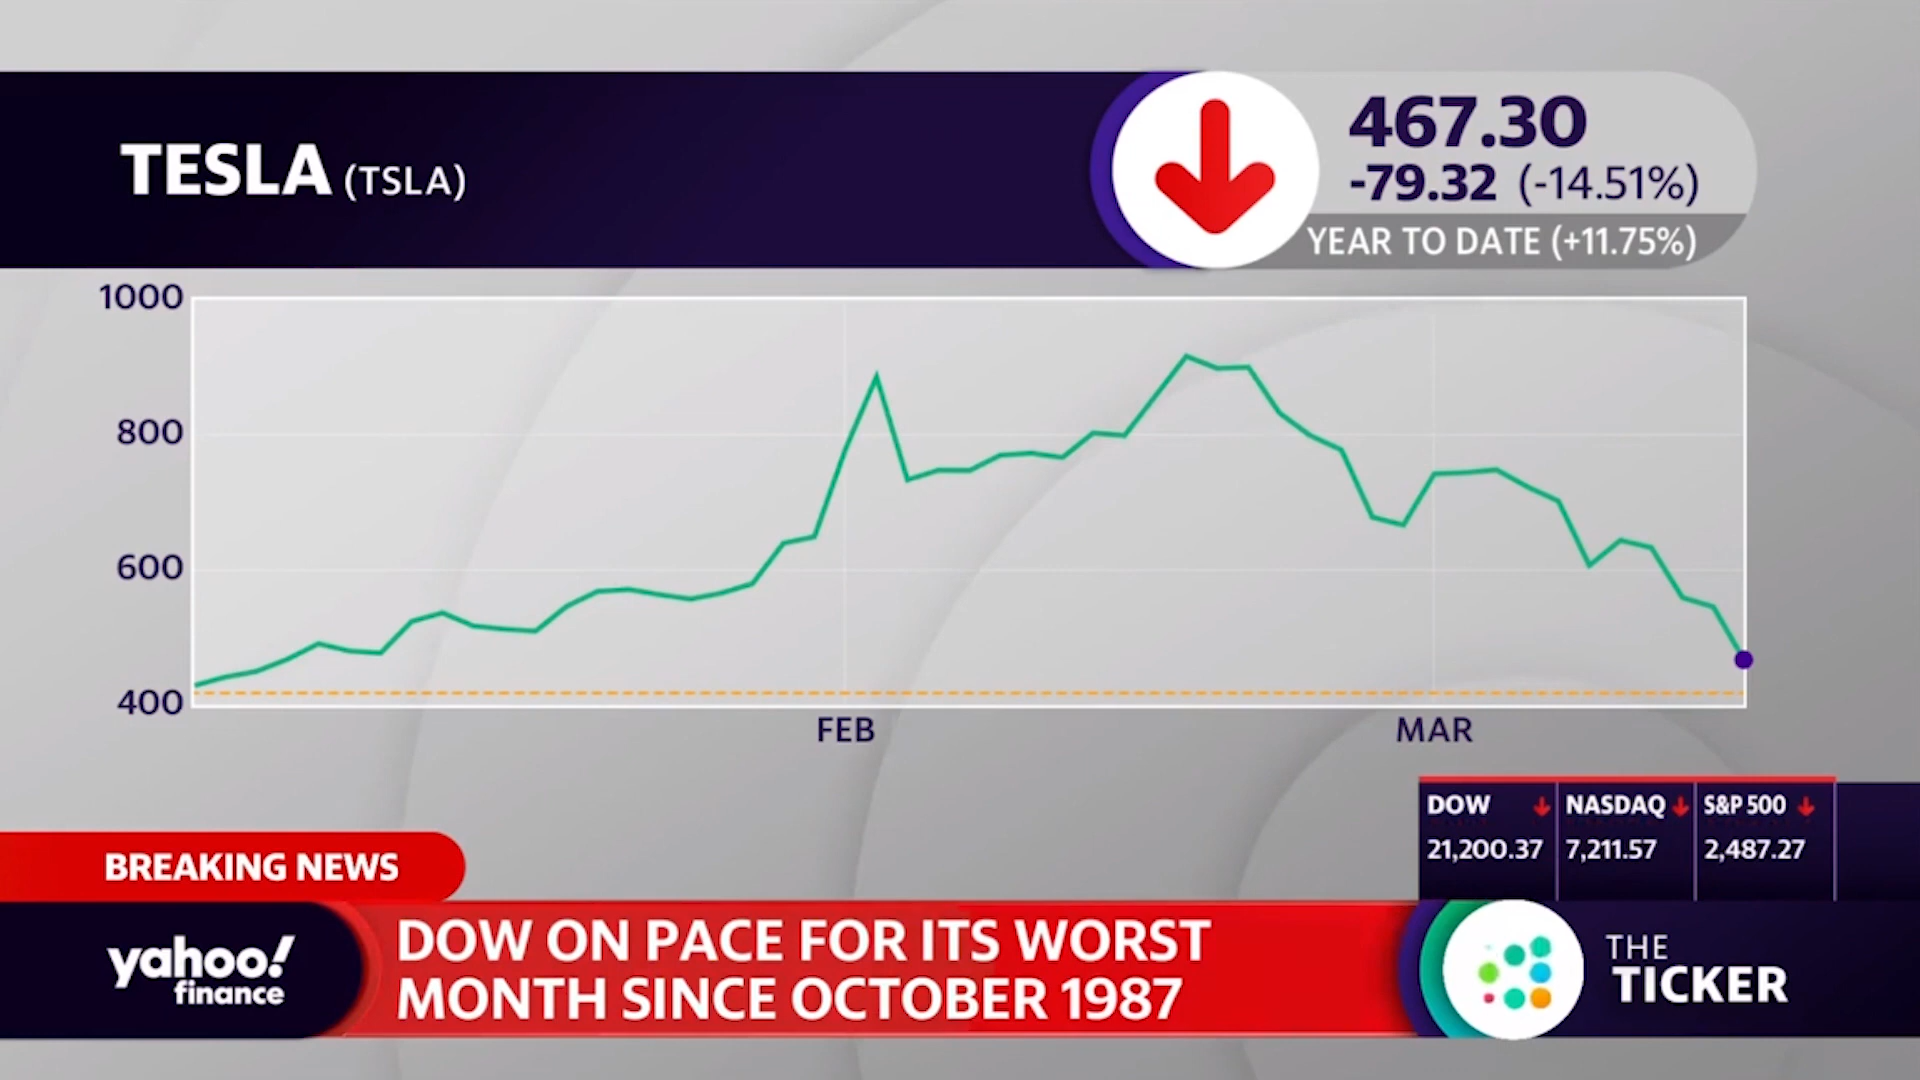 TESLA (TSLA)
467.30
-79.32 (-14.51%)
YEAR TO DATE (+11.75%)
1000
800
600
400
FEB
MAR
DOW NASDAQ S&P 500
21,200.37 7,211.57 2,487.27
BREAKING NEWS
yahoo!
finance
DOW ON PACE FOR ITS WORST
MONTH SINCE OCTOBER 1987
THE
TICKER